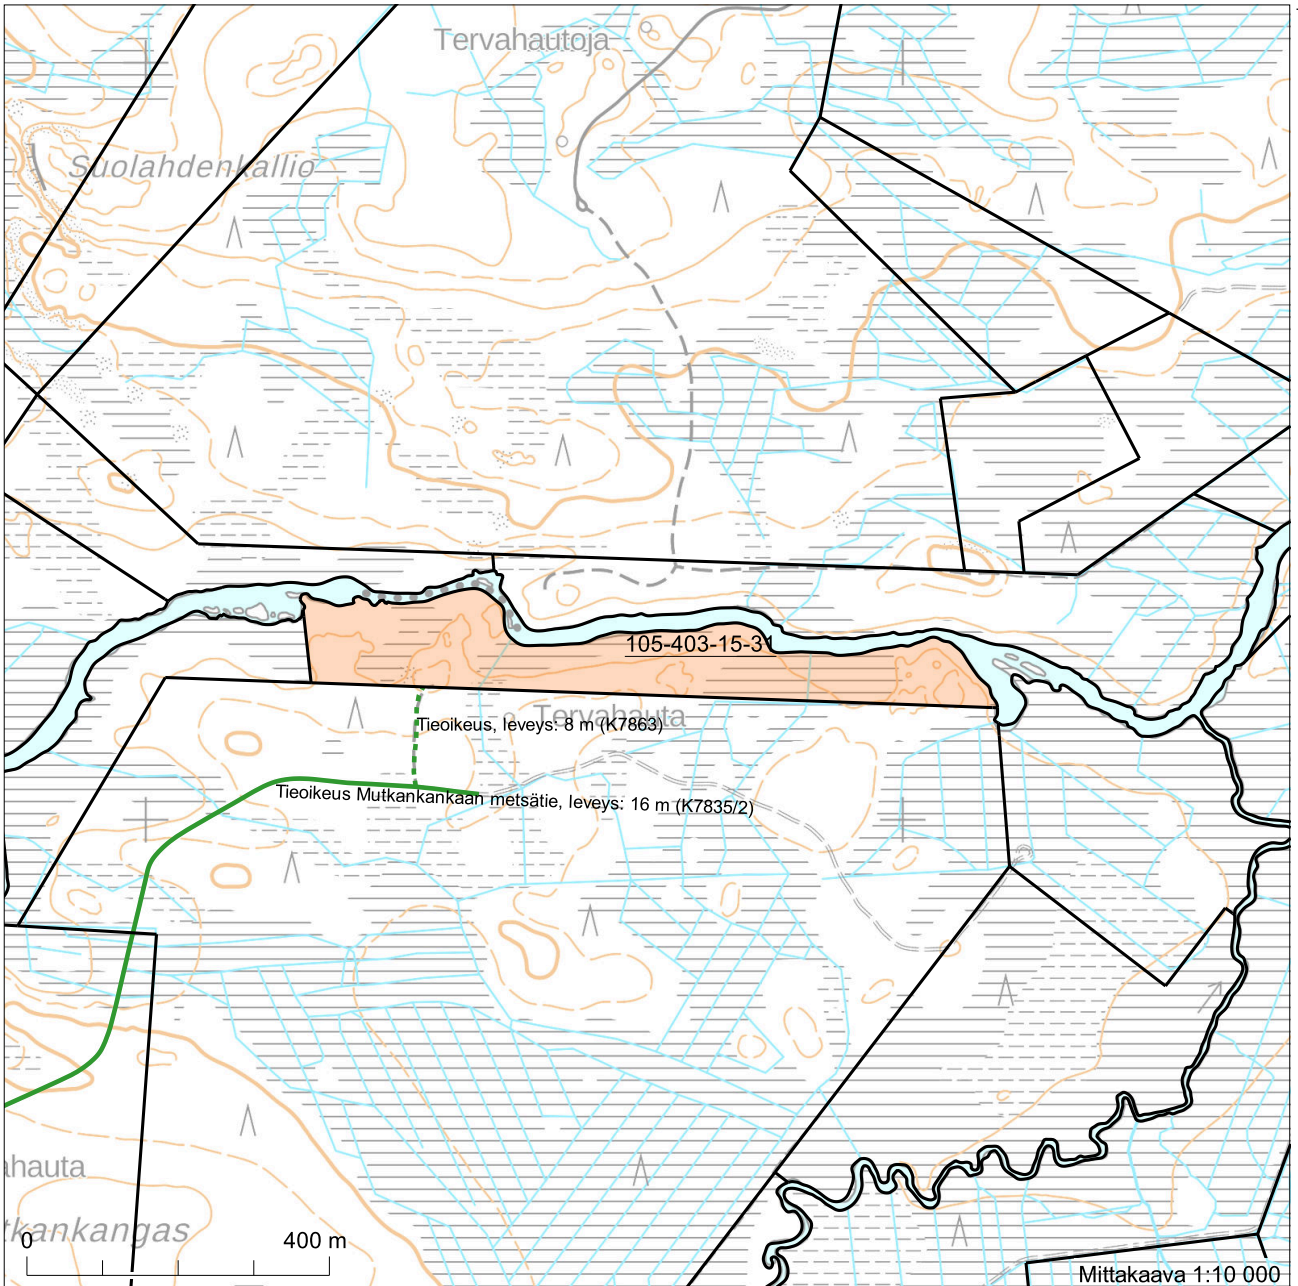 Tervahautoja
Suolahdenkallio
105-403-15-31
Tervahauta
Tieoikeus, leveys: 8 m (K7863)
Tieoikeus Mutkankankaan metsätie, leveys: 16 m (K7835/2)
ahauta
tkankangas
0 400 m
Mittakaava 1:10 000